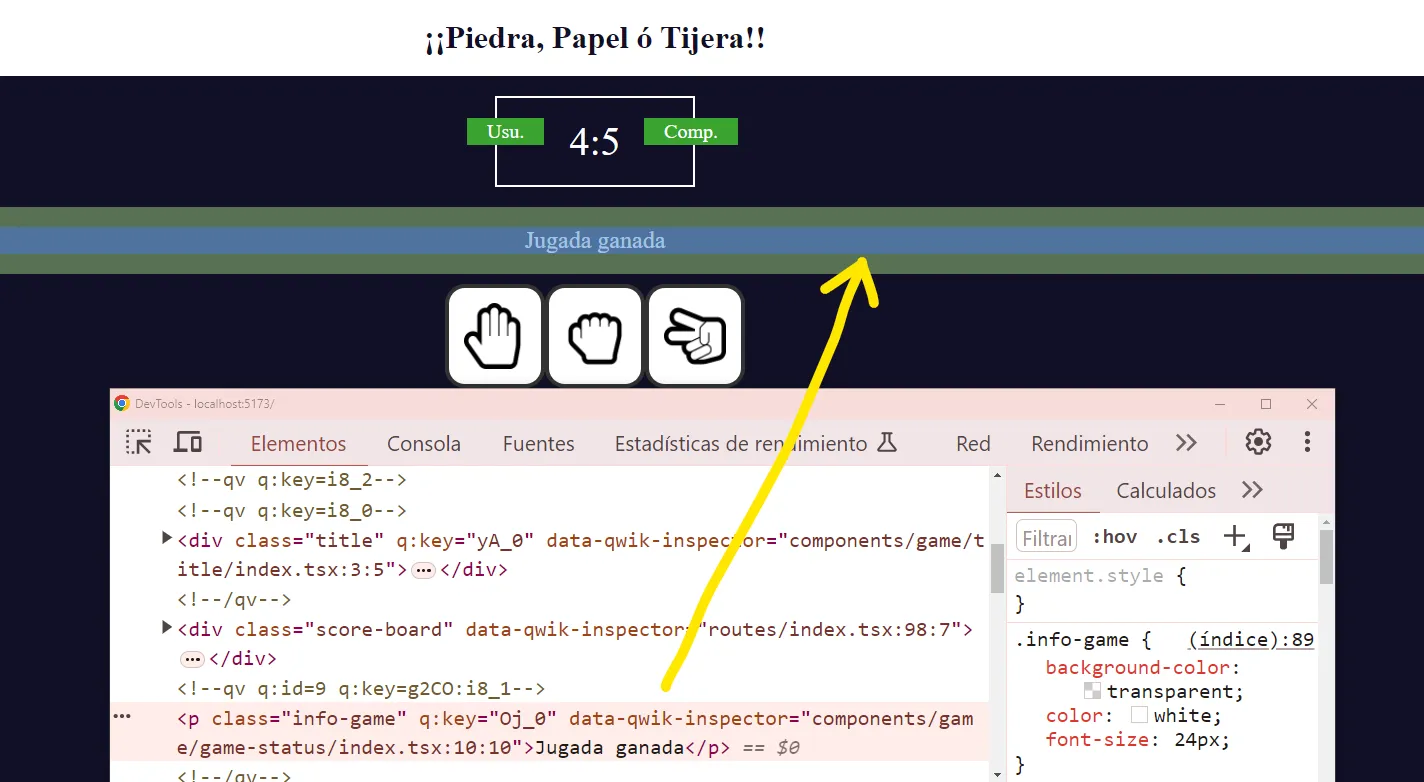 ¡¡Piedra, Papel ó Tijera!!
Usu.
4:5
Comp.
Jugada ganada
DevTools - localhost:5173/
Elementos Consola Fuentes Estadísticas de rendimiento Red Rendimiento
<!--qv q:key=i8_2-->
<!--qv q:key=i8_0-->
<div class="title" q:key="yA_0" data-qwik-inspector="components/game/t
itle/index.tsx:3:5">…</div>
<!--/qv-->
<div class="score-board" data-qwik-inspector="routes/index.tsx:98:7">
…</div>
<!--qv q:id=9 q:key=g2CO:i8_1-->
<p class="info-game" q:key="Oj_0" data-qwik-inspector="components/gam
e/game-status/index.tsx:10:10">Jugada ganada</p> == $0
<!--/qv-->
Estilos Calculados
Filtrar :hov .cls
element.style {
}
.info-game { (índice):89
background-color:
transparent;
color: white;
font-size: 24px;
}